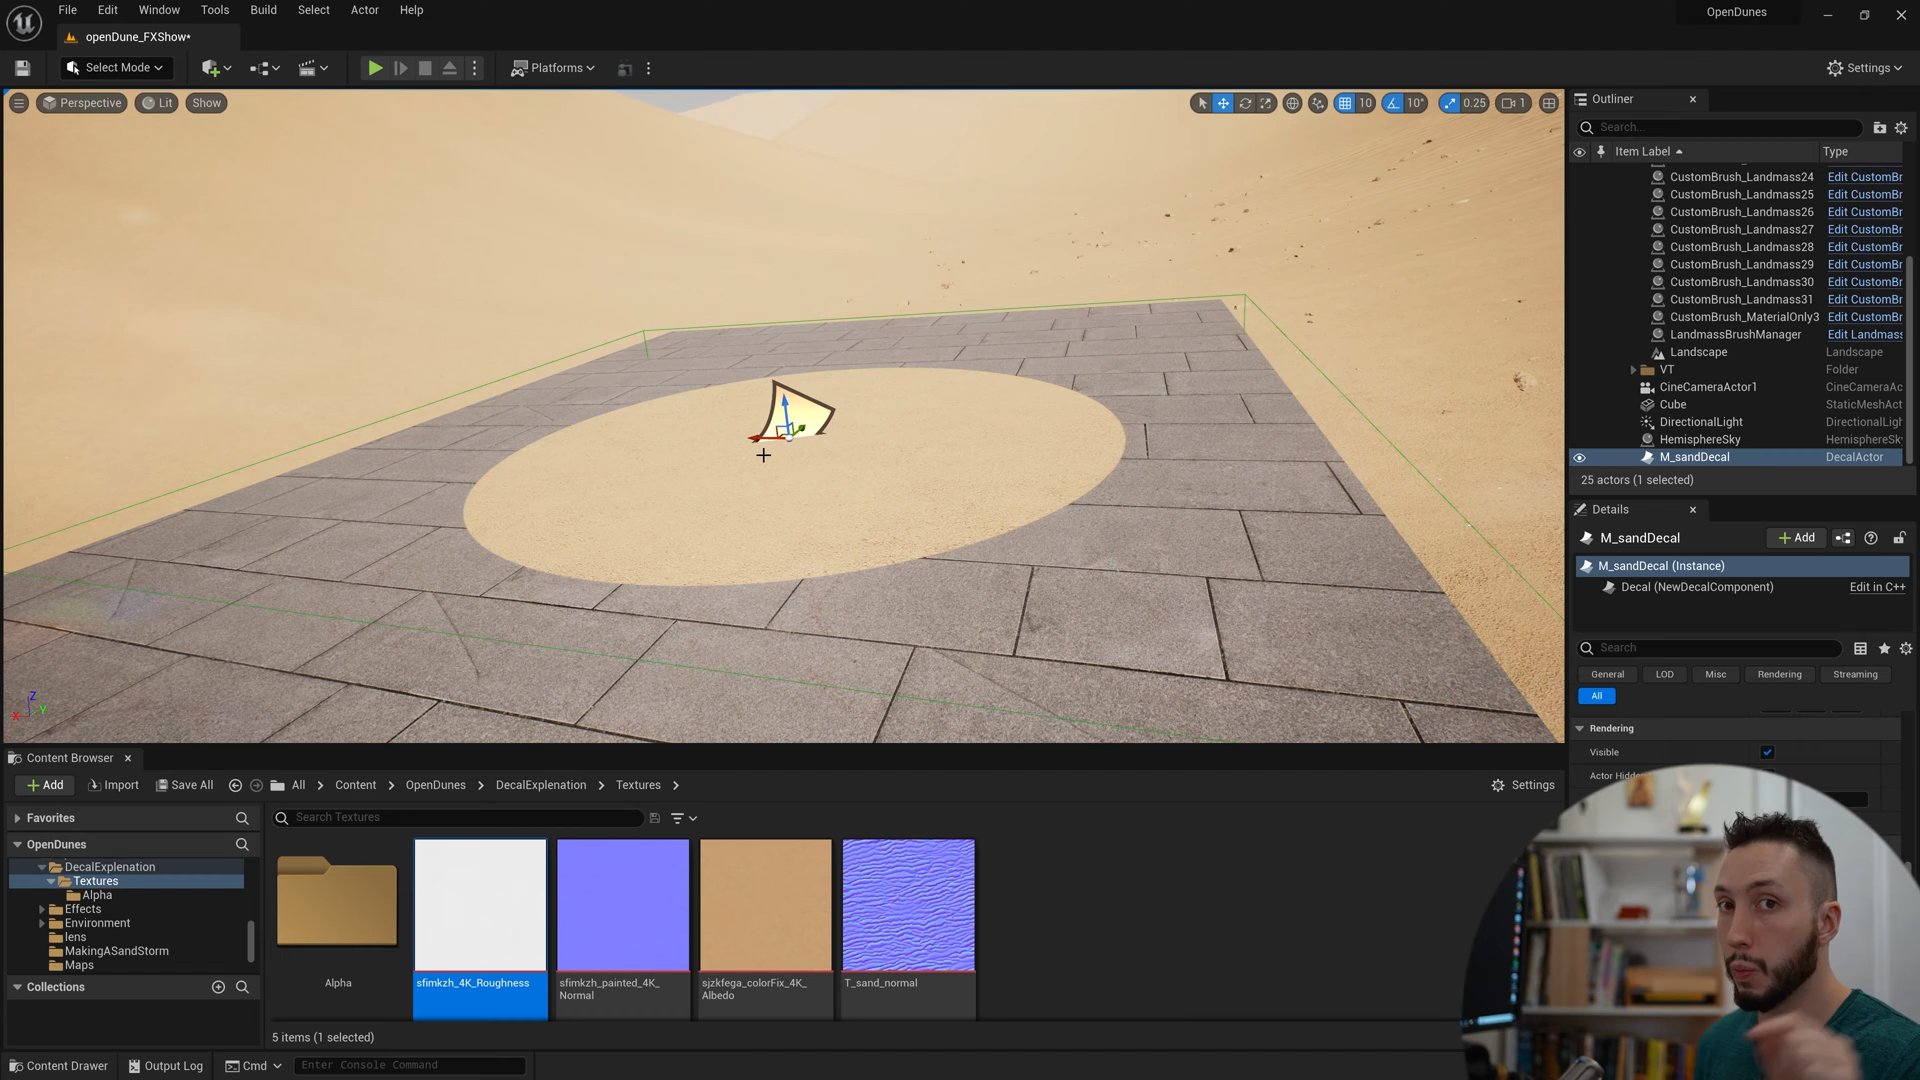 File Edit Window Tools Build Select Actor Help
OpenDunes
openDune_FXShow*
Select Mode
Platforms
Settings
Perspective Lit Show
10 10° 0.25 1
Outliner
Search...
Item Label Type
CustomBrush_Landmass24 Edit CustomBr
CustomBrush_Landmass25 Edit CustomBr
CustomBrush_Landmass26 Edit CustomBr
CustomBrush_Landmass27 Edit CustomBr
CustomBrush_Landmass28 Edit CustomBr
CustomBrush_Landmass29 Edit CustomBr
CustomBrush_Landmass30 Edit CustomBr
CustomBrush_Landmass31 Edit CustomBr
CustomBrush_MaterialOnly3 Edit CustomBr
LandmassBrushManager Edit Landmass
Landscape Landscape
VT Folder
CineCameraActor1 CineCameraAc
Cube StaticMeshAct
DirectionalLight DirectionalLigh
HemisphereSky HemisphereSk
M_sandDecal DecalActor
25 actors (1 selected)
Details
M_sandDecal
Add
M_sandDecal (Instance)
Decal (NewDecalComponent) Edit in C++
Search
General LOD Misc Rendering Streaming
All
Rendering
Visible
Actor Hidde
Z
X Y
Content Browser
Add Import Save All All Content OpenDunes DecalExplenation Textures
Settings
Favorites
OpenDunes
DecalExplenation
Textures
Alpha
Effects
Environment
lens
MakingASandStorm
Maps
Collections
Search Textures
Alpha
sfimkzh_4K_Roughness
sfimkzh_painted_4K_
Normal
sjzkfega_colorFix_4K_
Albedo
T_sand_normal
5 items (1 selected)
Content Drawer Output Log Cmd Enter Console Command